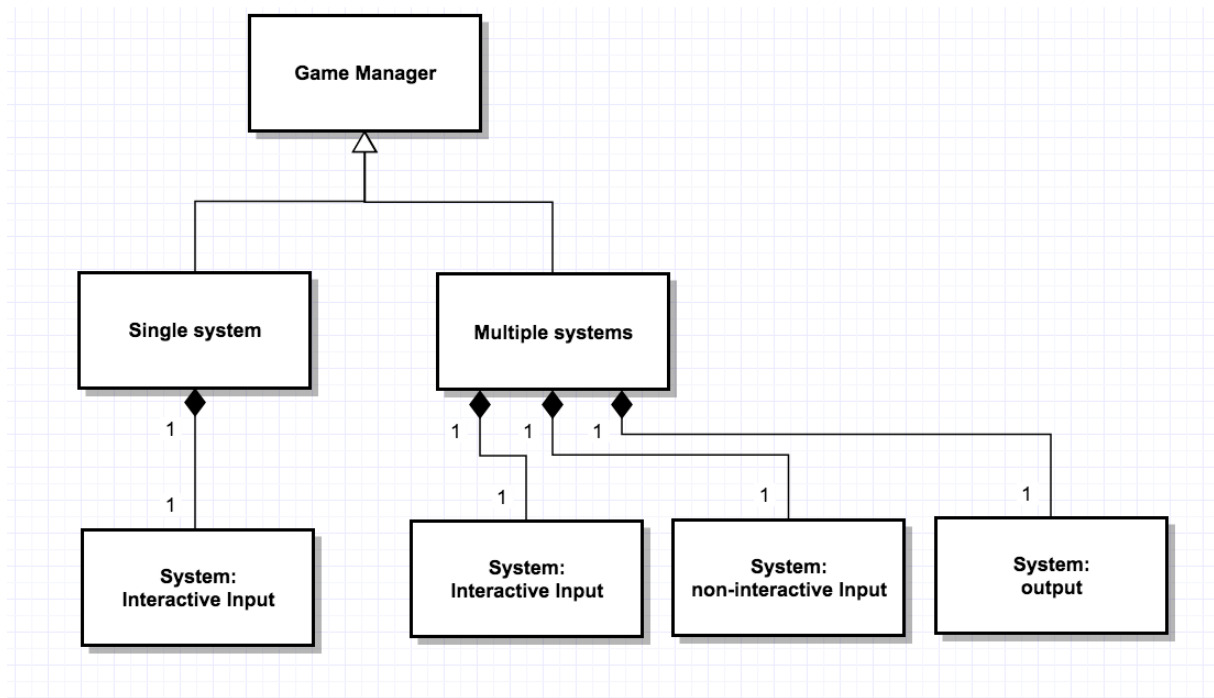 Game Manager
Single system
Multiple systems
1
1
1
1
1
1
1
1
System:
Interactive Input
System:
Interactive Input
System:
non-interactive Input
System:
output